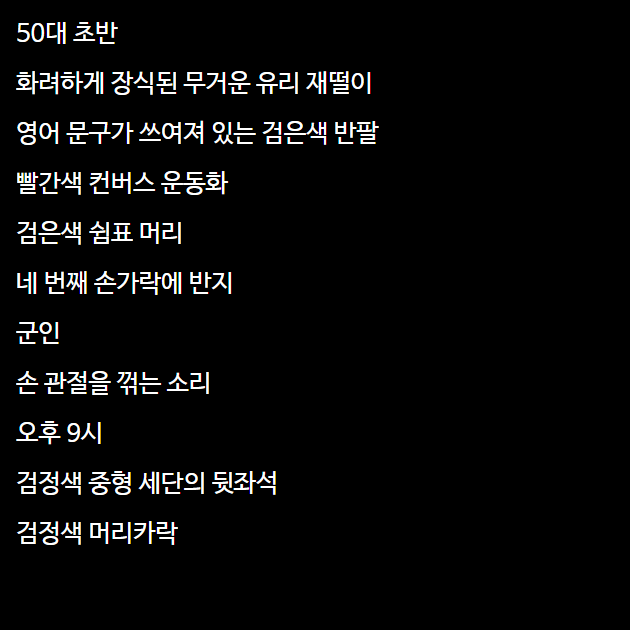 50대 초반
화려하게 장식된 무거운 유리 재떨이
영어 문구가 쓰여져 있는 검은색 반팔
빨간색 컨버스 운동화
검은색 쉼표 머리
네 번째 손가락에 반지
군인
손 관절을 꺾는 소리
오후 9시
검정색 중형 세단의 뒷좌석
검정색 머리카락